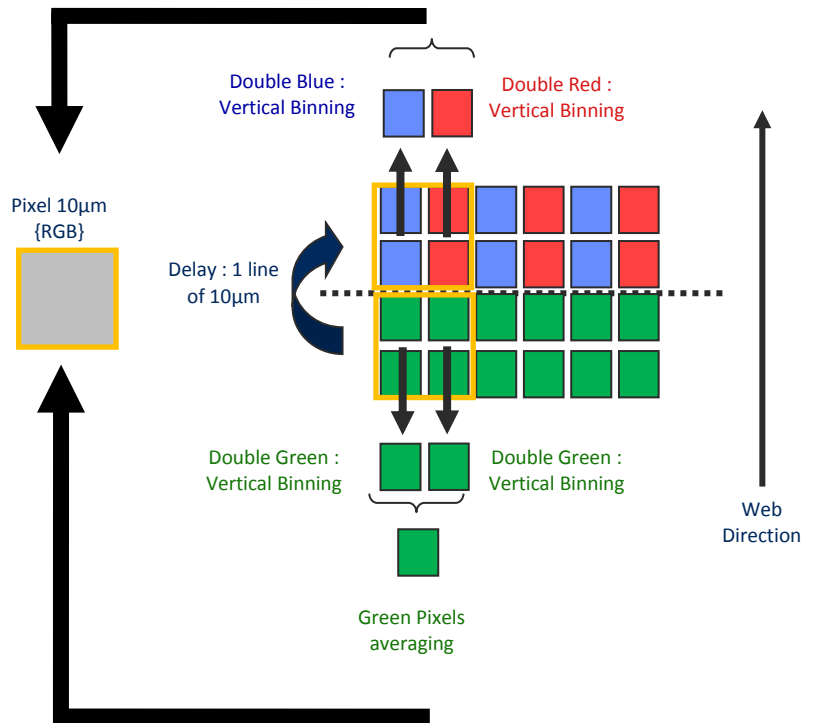 Double Blue :
Vertical Binning
Double Red :
Vertical Binning
Pixel 10µm
{RGB}
Delay : 1 line
of 10µm
Double Green :
Vertical Binning
Double Green :
Vertical Binning
Web
Direction
Green Pixels
averaging